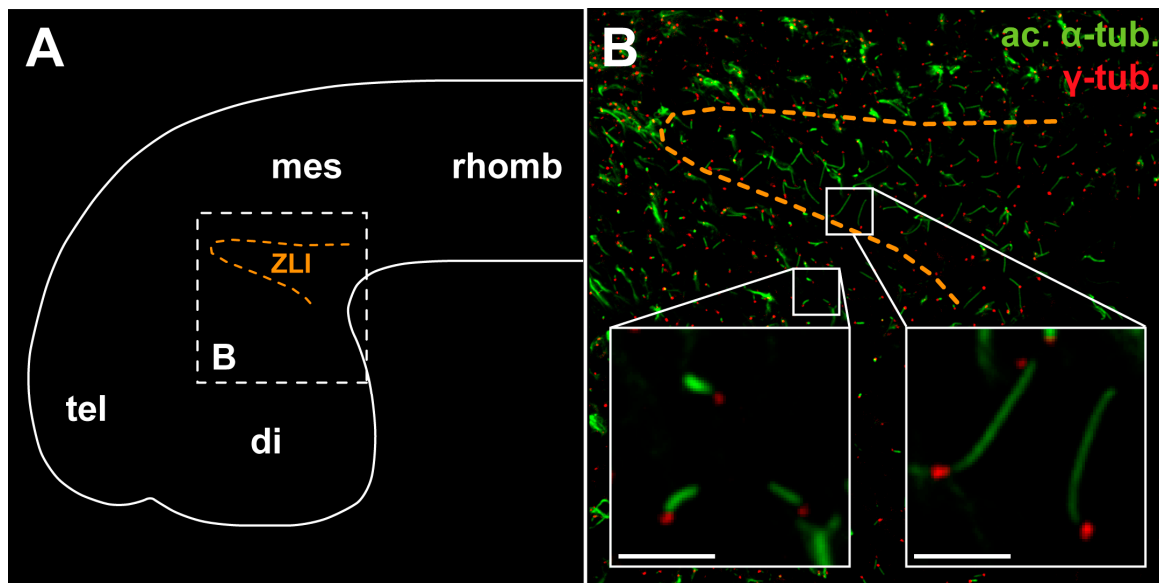 A
mes
rhomb
ZLI
B
tel
di
B
ac. α-tub.
γ-tub.